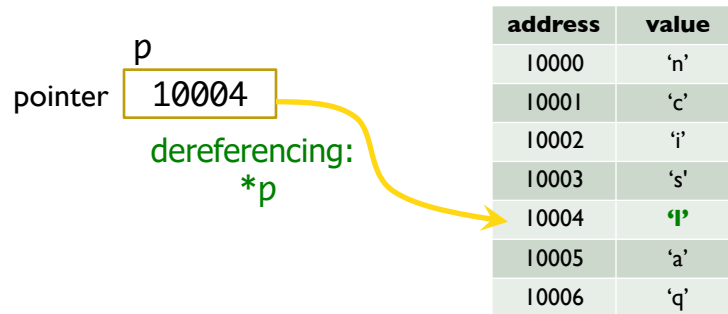 p
pointer 10004
dereferencing:
*p
address value
10000 ‘n’
10001 ‘c’
10002 ‘i’
10003 ‘s'
10004 ‘l’
10005 ‘a’
10006 ‘q’